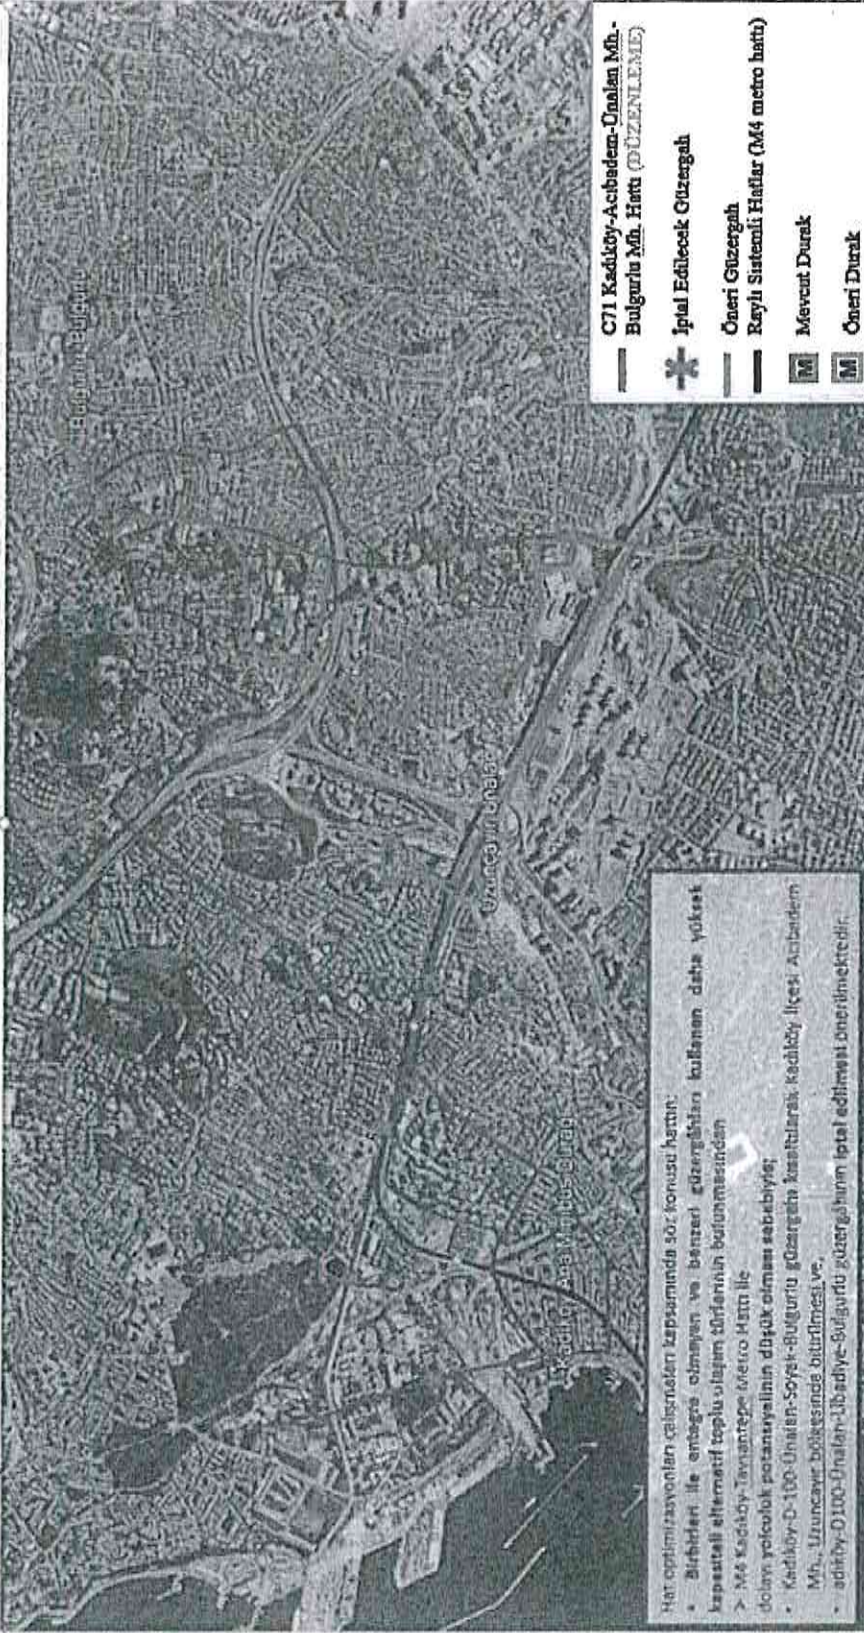 Bulgurlu
Uzunçayır Ünalan
C71 Kadıköy-Acıbadem-Ünalan Mh.-
Bulgurlu Mh. Hattı (DÜZENLEME)
İptal Edilecek Güzergah
Öneri Güzergah
Raylı Sistemli Hatlar (M4 metro hattı)
M Mevcut Durak
M Öneri Durak
Hat optimizasyonları çalışmaları kapsamında söz konusu hattın;
• Birbirleri ile entegre olmayan ve benzeri güzergahları kullanan daha yüksek
kapasiteli alternatif toplu ulaşım türlerinin bulunmasından
> M4 Kadıköy-Tavşantepe Metro Hattı ile
dolayı yolculuk potansiyelinin düşük olması sebebiyle;
• Kadıköy-D-100-Ünalan-Soyak-Bulgurlu güzergahı kısaltılarak Kadıköy İlçesi Acıbadem
Mh., Uzunçayır bölgesinde bitirilmesi ve,
• adıköy-D100-Ünalan-Libadiye-Bulgurlu güzergahının iptal edilmesi önerilmektedir.